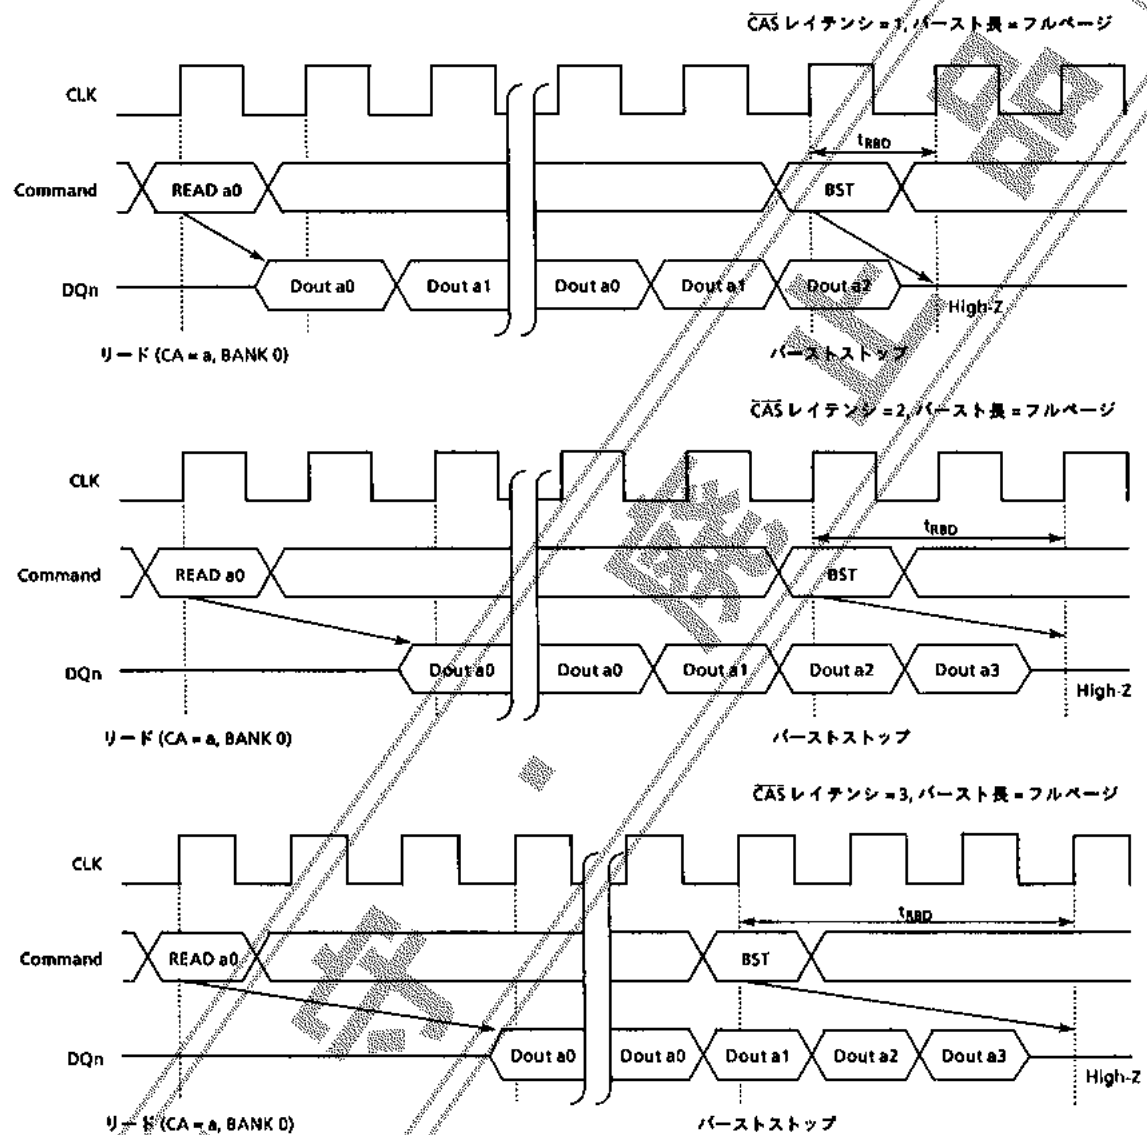 CAS レイテンシ = 1, バースト長 = フルページ
CLK
tRBD
Command
READ a0
BST
DQn
Dout a0
Dout a1
Dout a0
Dout a1
Dout a2
High-Z
リード (CA = a, BANK 0)
バーストストップ
CAS レイテンシ = 2, バースト長 = フルページ
CLK
tRBD
Command
READ a0
BST
DQn
Dout a0
Dout a0
Dout a1
Dout a2
Dout a3
High-Z
リード (CA = a, BANK 0)
バーストストップ
CAS レイテンシ = 3, バースト長 = フルページ
CLK
tRBD
Command
READ a0
BST
DQn
Dout a0
Dout a0
Dout a1
Dout a2
Dout a3
High-Z
リード (CA = a, BANK 0)
バーストストップ